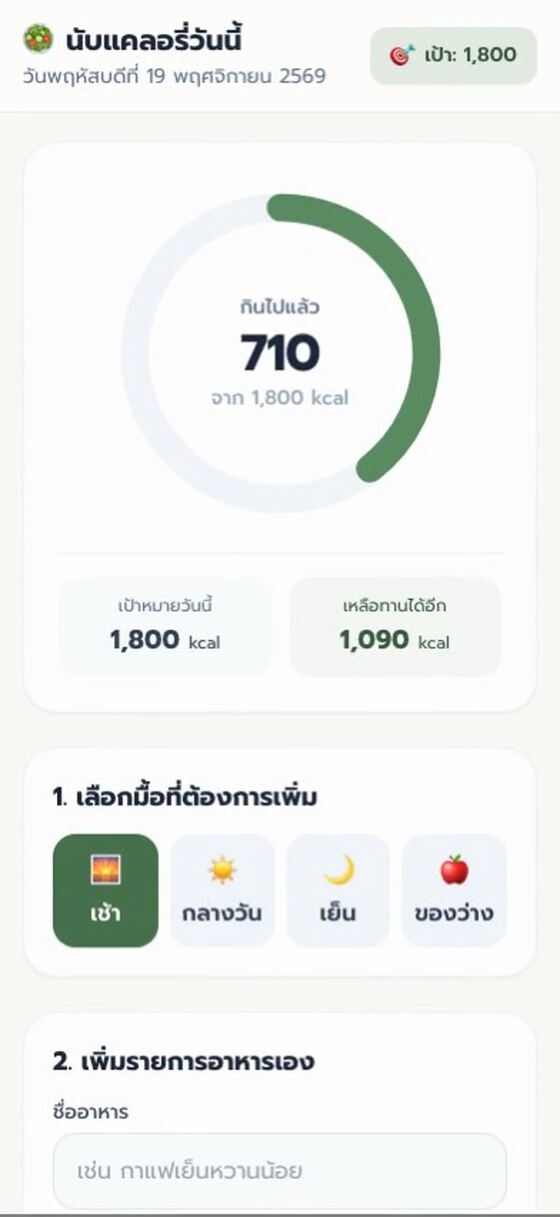 นับแคลอรี่วันนี้
วันพฤหัสบดีที่ 19 พฤศจิกายน 2569
เป้า: 1,800
กินไปแล้ว
710
จาก 1,800 kcal
เป้าหมายวันนี้
1,800 kcal
เหลือทานได้อีก
1,090 kcal
1. เลือกมื้อที่ต้องการเพิ่ม
เช้า
กลางวัน
เย็น
ของว่าง
2. เพิ่มรายการอาหารเอง
ชื่ออาหาร
เช่น กาแฟเย็นหวานน้อย